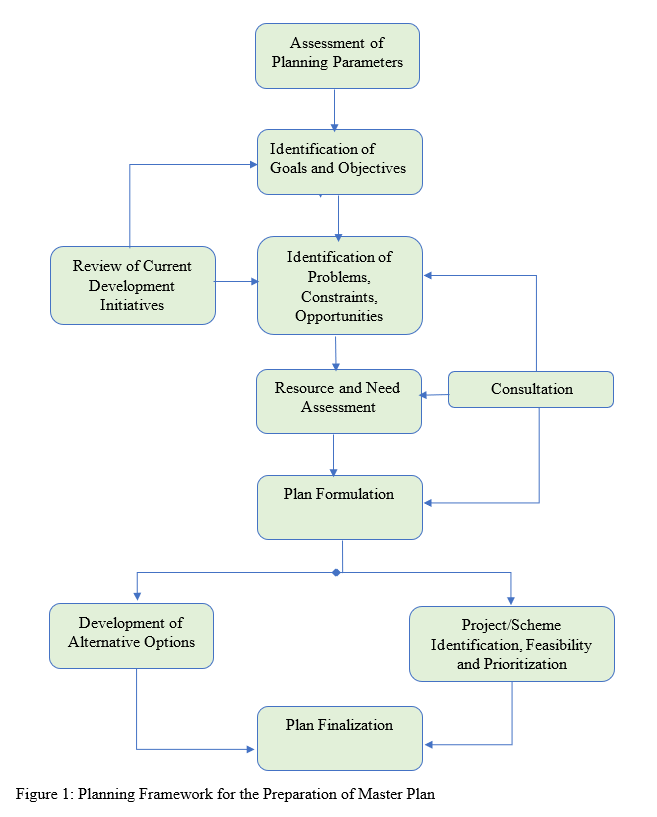 Assessment of
Planning Parameters
Identification of
Goals and Objectives
Review of Current
Development
Initiatives
Identification of
Problems,
Constraints,
Opportunities
Resource and Need
Assessment
Consultation
Plan Formulation
Development of
Alternative Options
Project/Scheme
Identification, Feasibility
and Prioritization
Plan Finalization
Figure 1: Planning Framework for the Preparation of Master Plan